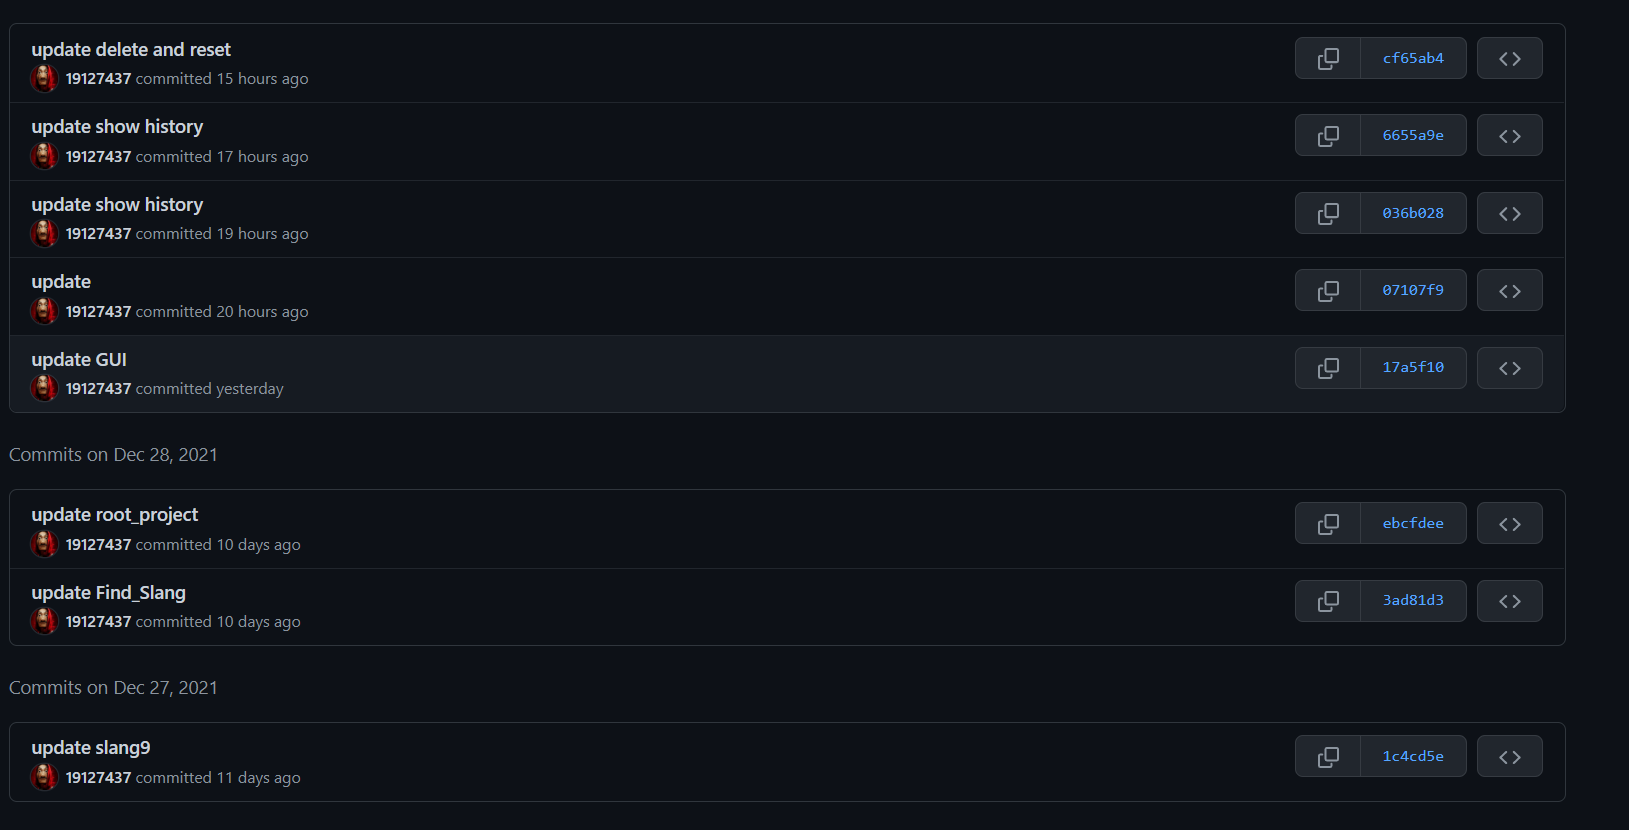 update delete and reset
19127437 committed 15 hours ago
cf65ab4
update show history
19127437 committed 17 hours ago
6655a9e
update show history
19127437 committed 19 hours ago
036b028
update
19127437 committed 20 hours ago
07107f9
update GUI
19127437 committed yesterday
17a5f10
Commits on Dec 28, 2021
update root_project
19127437 committed 10 days ago
ebcfdee
update Find_Slang
19127437 committed 10 days ago
3ad81d3
Commits on Dec 27, 2021
update slang9
19127437 committed 11 days ago
1c4cd5e